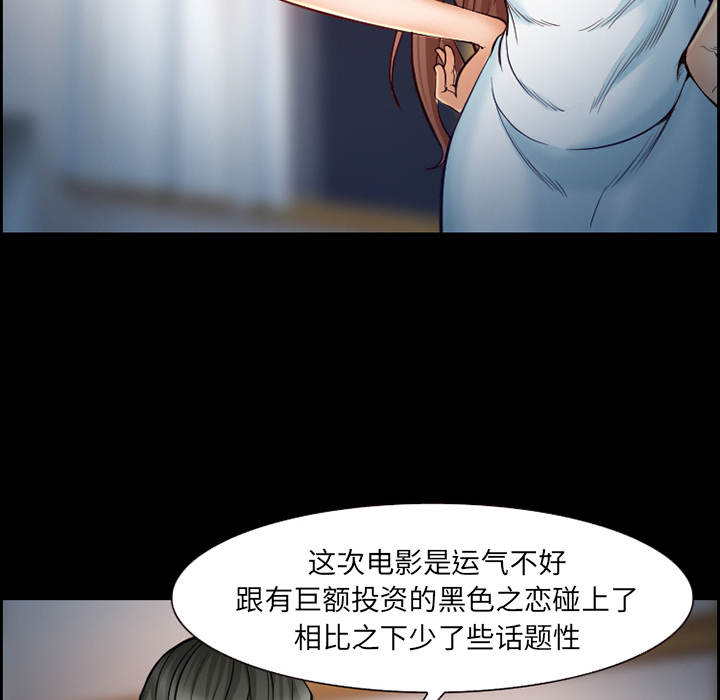 这次电影是运气不好
跟有巨额投资的黑色之恋碰上了
相比之下少了些话题性